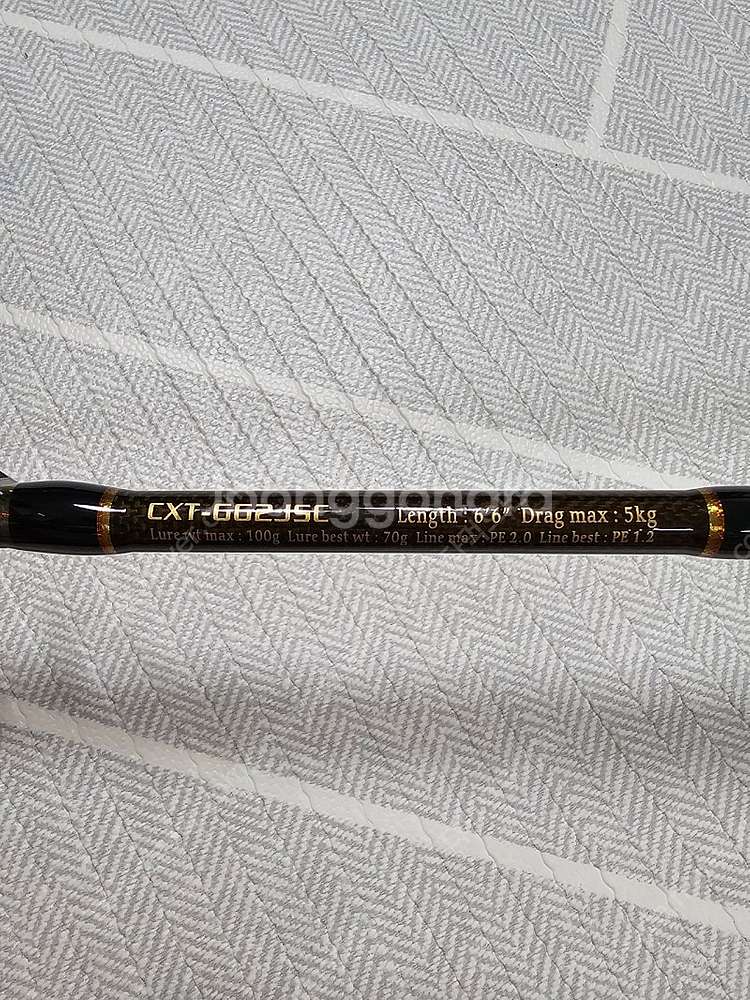 Joonggonara
CXT-662JSC Length : 6'6" Drag max : 5kg
Lure wt max : 100g Lure best wt : 70g Line max : PE 2.0 Line best : PE 1.2